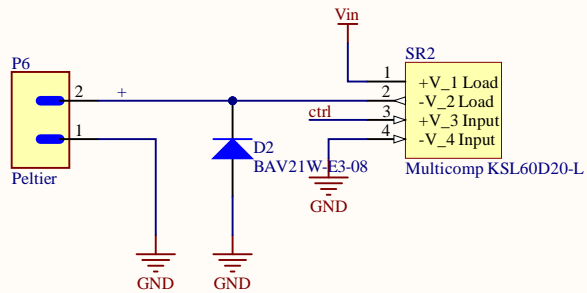 Vin
SR2
P6
1
+V_1 Load
2
+
2
-V_2 Load
ctrl
3
+V_3 Input
1
4
-V_4 Input
D2
BAV21W-E3-08
Peltier
Multicomp KSL60D20-L
GND
GND
GND